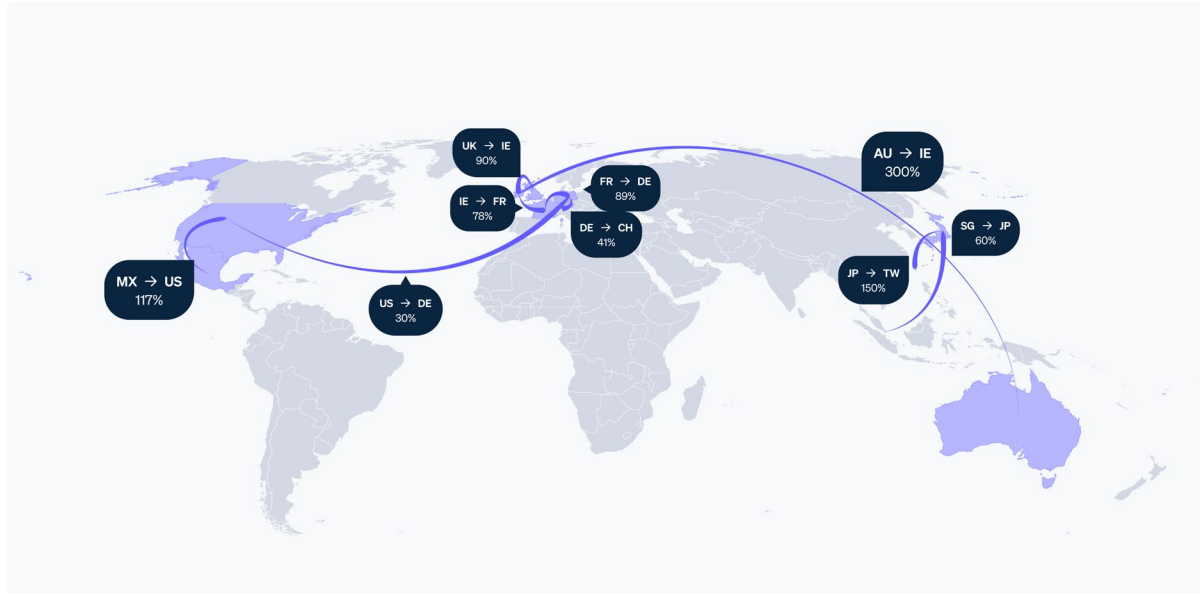 UK → IE
90%
AU → IE
300%
FR → DE
89%
IE → FR
78%
DE → CH
41%
SG → JP
60%
JP → TW
150%
MX → US
117%
US → DE
30%